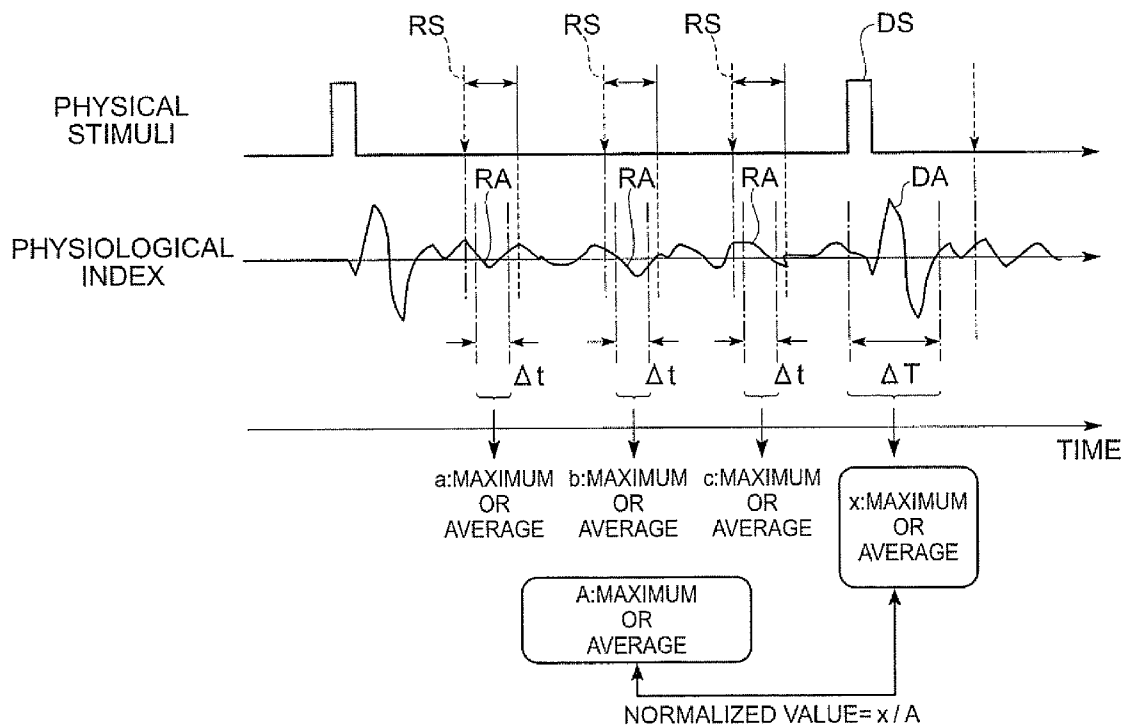 RS RS RS DS
PHYSICAL
STIMULI
RA RA RA DA
PHYSIOLOGICAL
INDEX
Δt Δt Δt ΔT
TIME
a:MAXIMUM
OR
AVERAGE
b:MAXIMUM
OR
AVERAGE
c:MAXIMUM
OR
AVERAGE
x:MAXIMUM
OR
AVERAGE
A:MAXIMUM
OR
AVERAGE
NORMALIZED VALUE= x / A